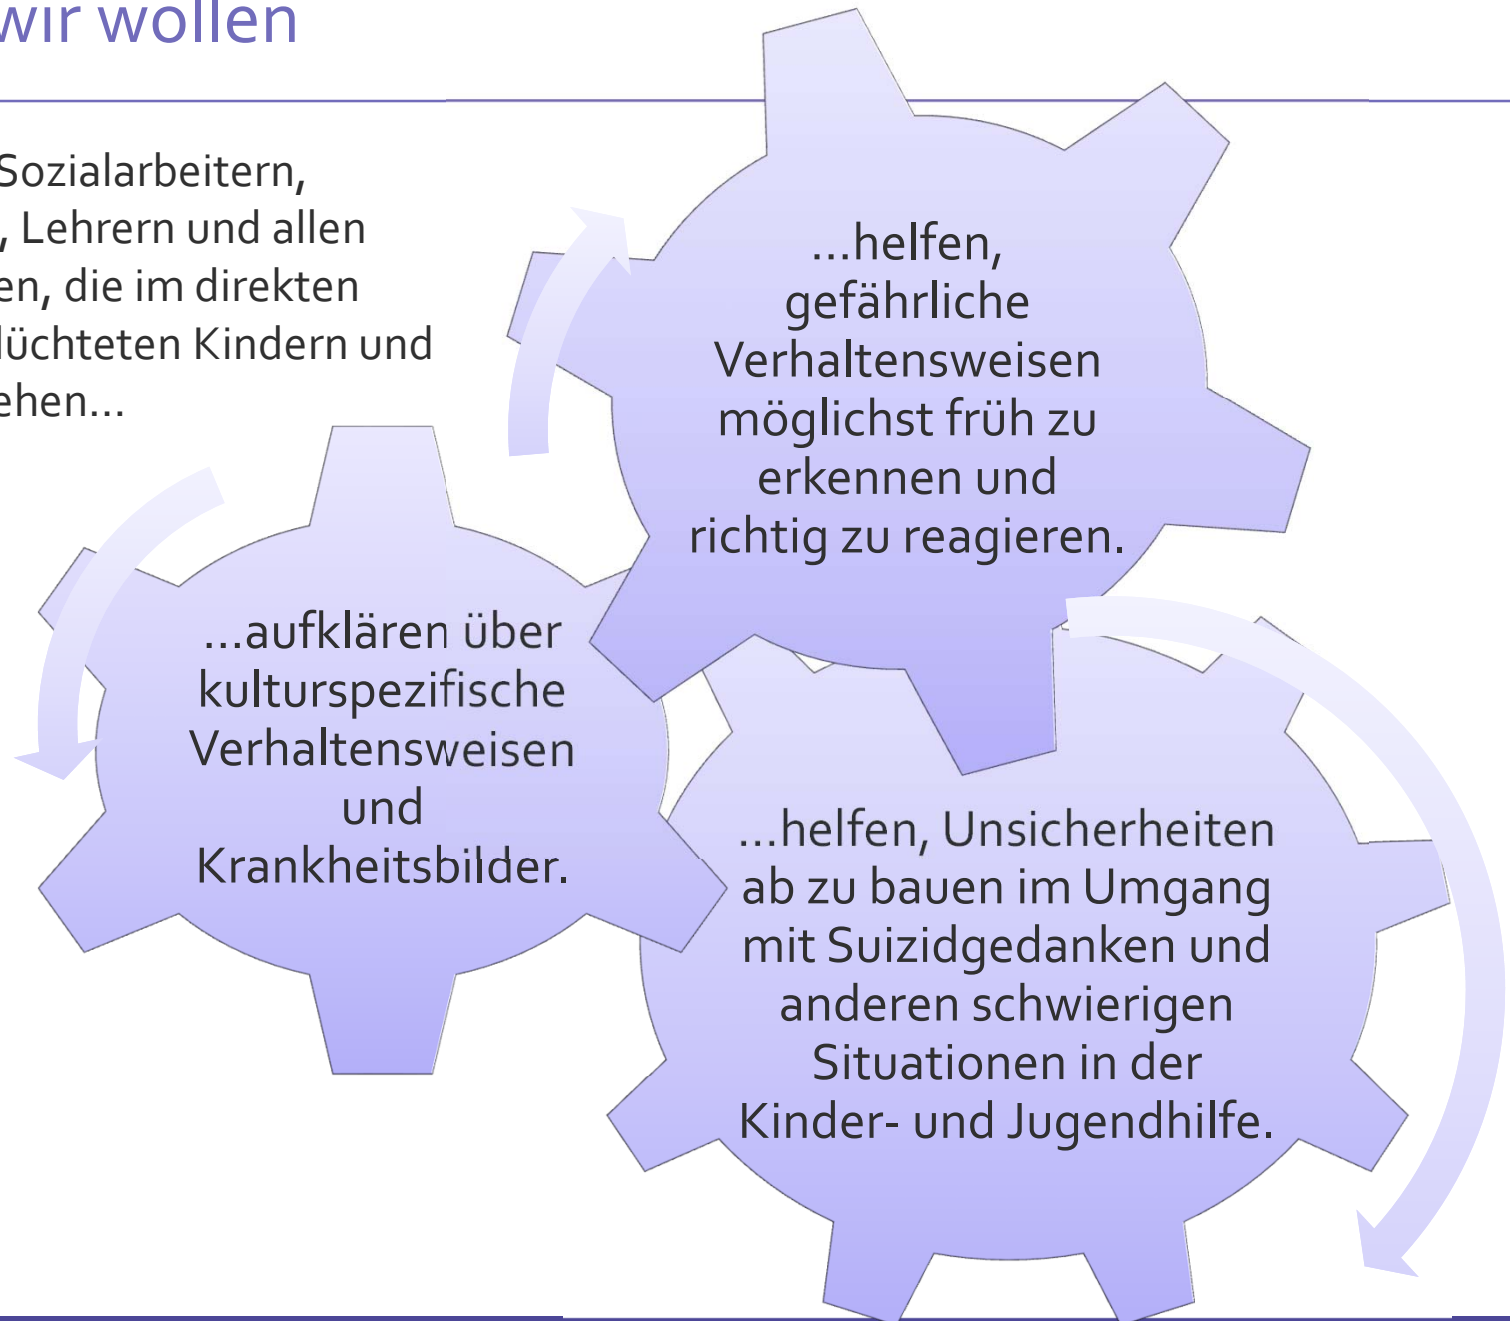 wir wollen
Sozialarbeitern,
, Lehrern und allen
en, die im direkten
lüchteten Kindern und
ehen...
...helfen,
gefährliche
Verhaltensweisen
möglichst früh zu
erkennen und
richtig zu reagieren.
...aufklären über
kulturspezifische
Verhaltensweisen
und
Krankheitsbilder.
...helfen, Unsicherheiten
ab zu bauen im Umgang
mit Suizidgedanken und
anderen schwierigen
Situationen in der
Kinder- und Jugendhilfe.